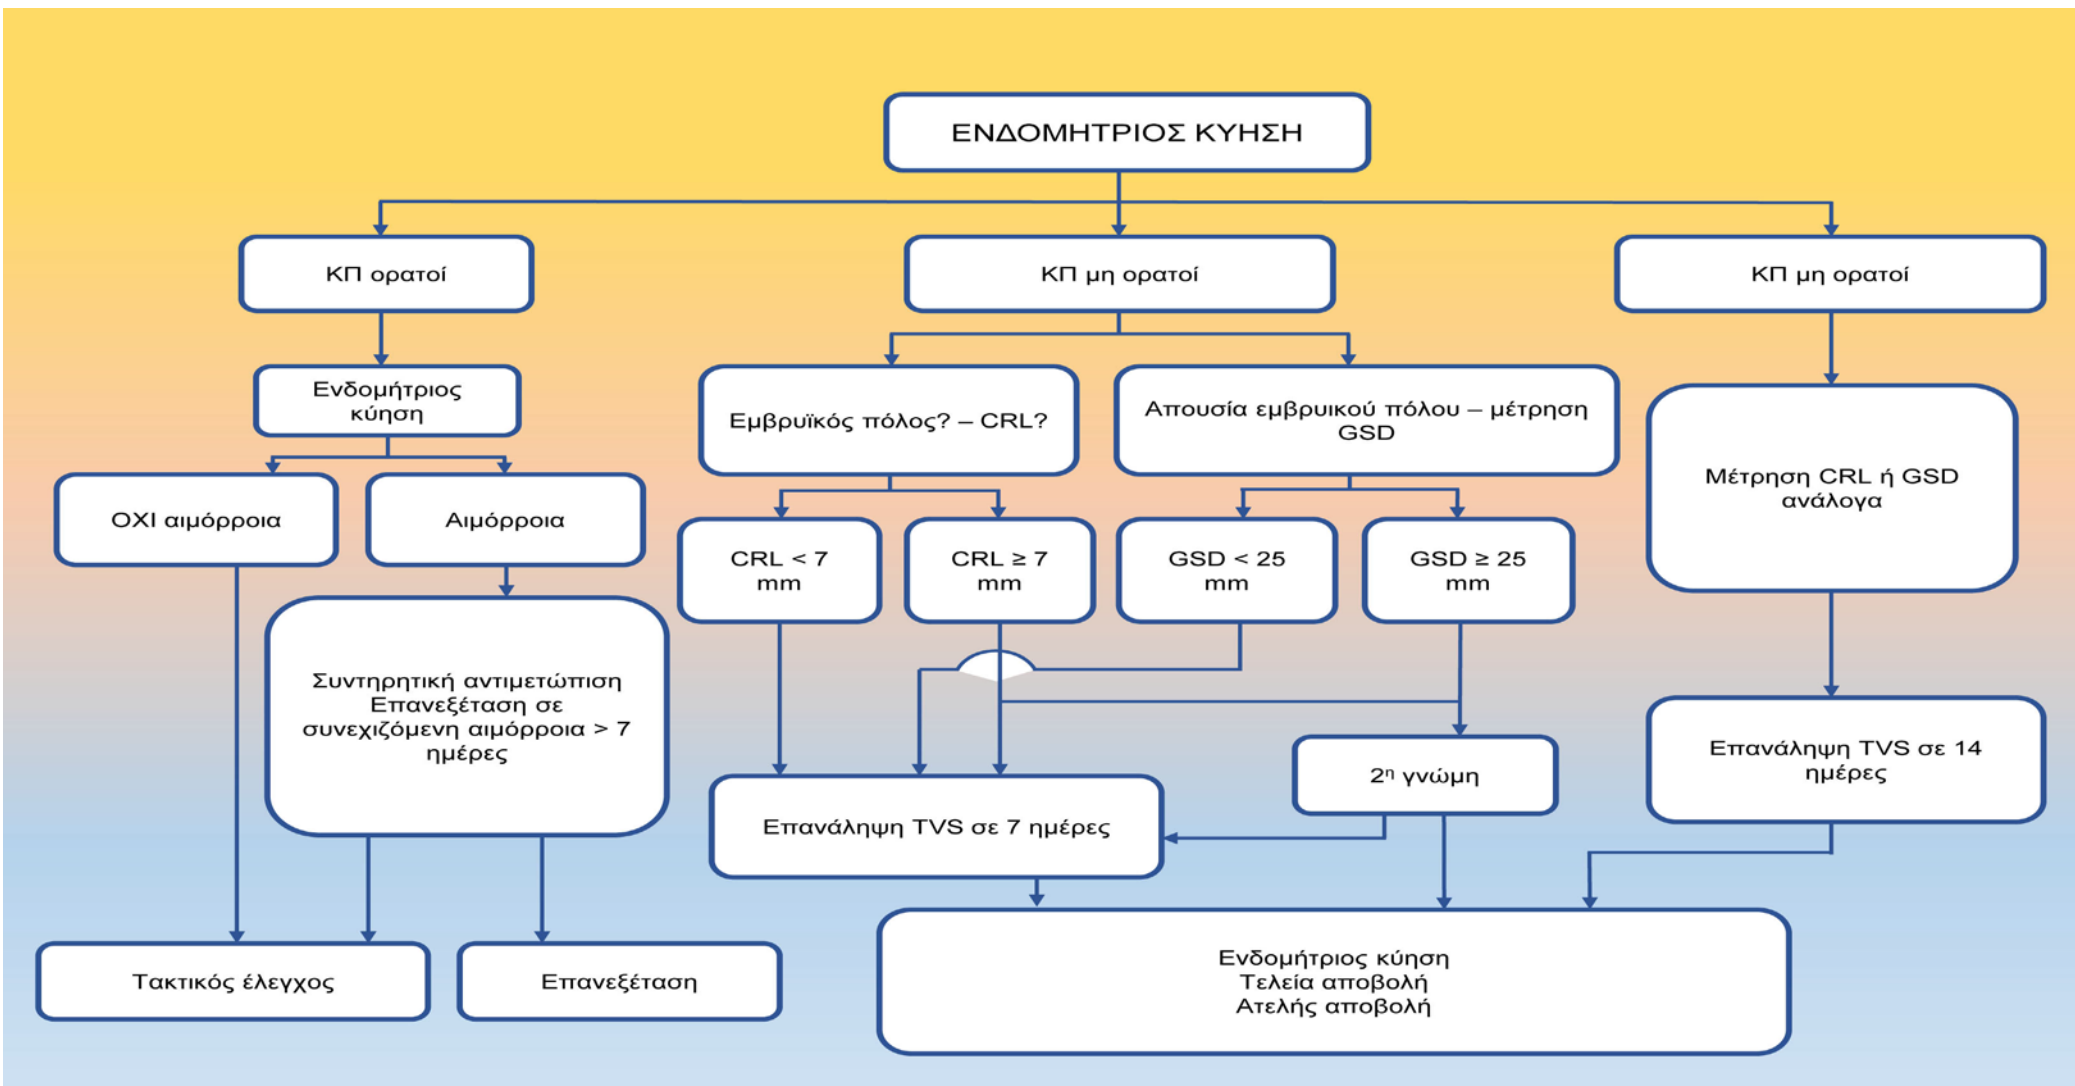 ΕΝΔΟΜΗΤΡΙΟΣ ΚΥΗΣΗ
ΚΠ ορατοί
ΚΠ μη ορατοί
ΚΠ μη ορατοί
Ενδομήτριος
κύηση
Εμβρυϊκός πόλος? – CRL?
Απουσία εμβρυικού πόλου – μέτρηση
GSD
Μέτρηση CRL ή GSD
ανάλογα
ΟΧΙ αιμόρροια
Αιμόρροια
CRL < 7
mm
CRL ≥ 7
mm
GSD < 25
mm
GSD ≥ 25
mm
Συντηρητική αντιμετώπιση
Επανεξέταση σε
συνεχιζόμενη αιμόρροια > 7
ημέρες
Επανάληψη TVS σε 7 ημέρες
2η γνώμη
Επανάληψη TVS σε 14
ημέρες
Τακτικός έλεγχος
Επανεξέταση
Ενδομήτριος κύηση
Τελεία αποβολή
Ατελής αποβολή